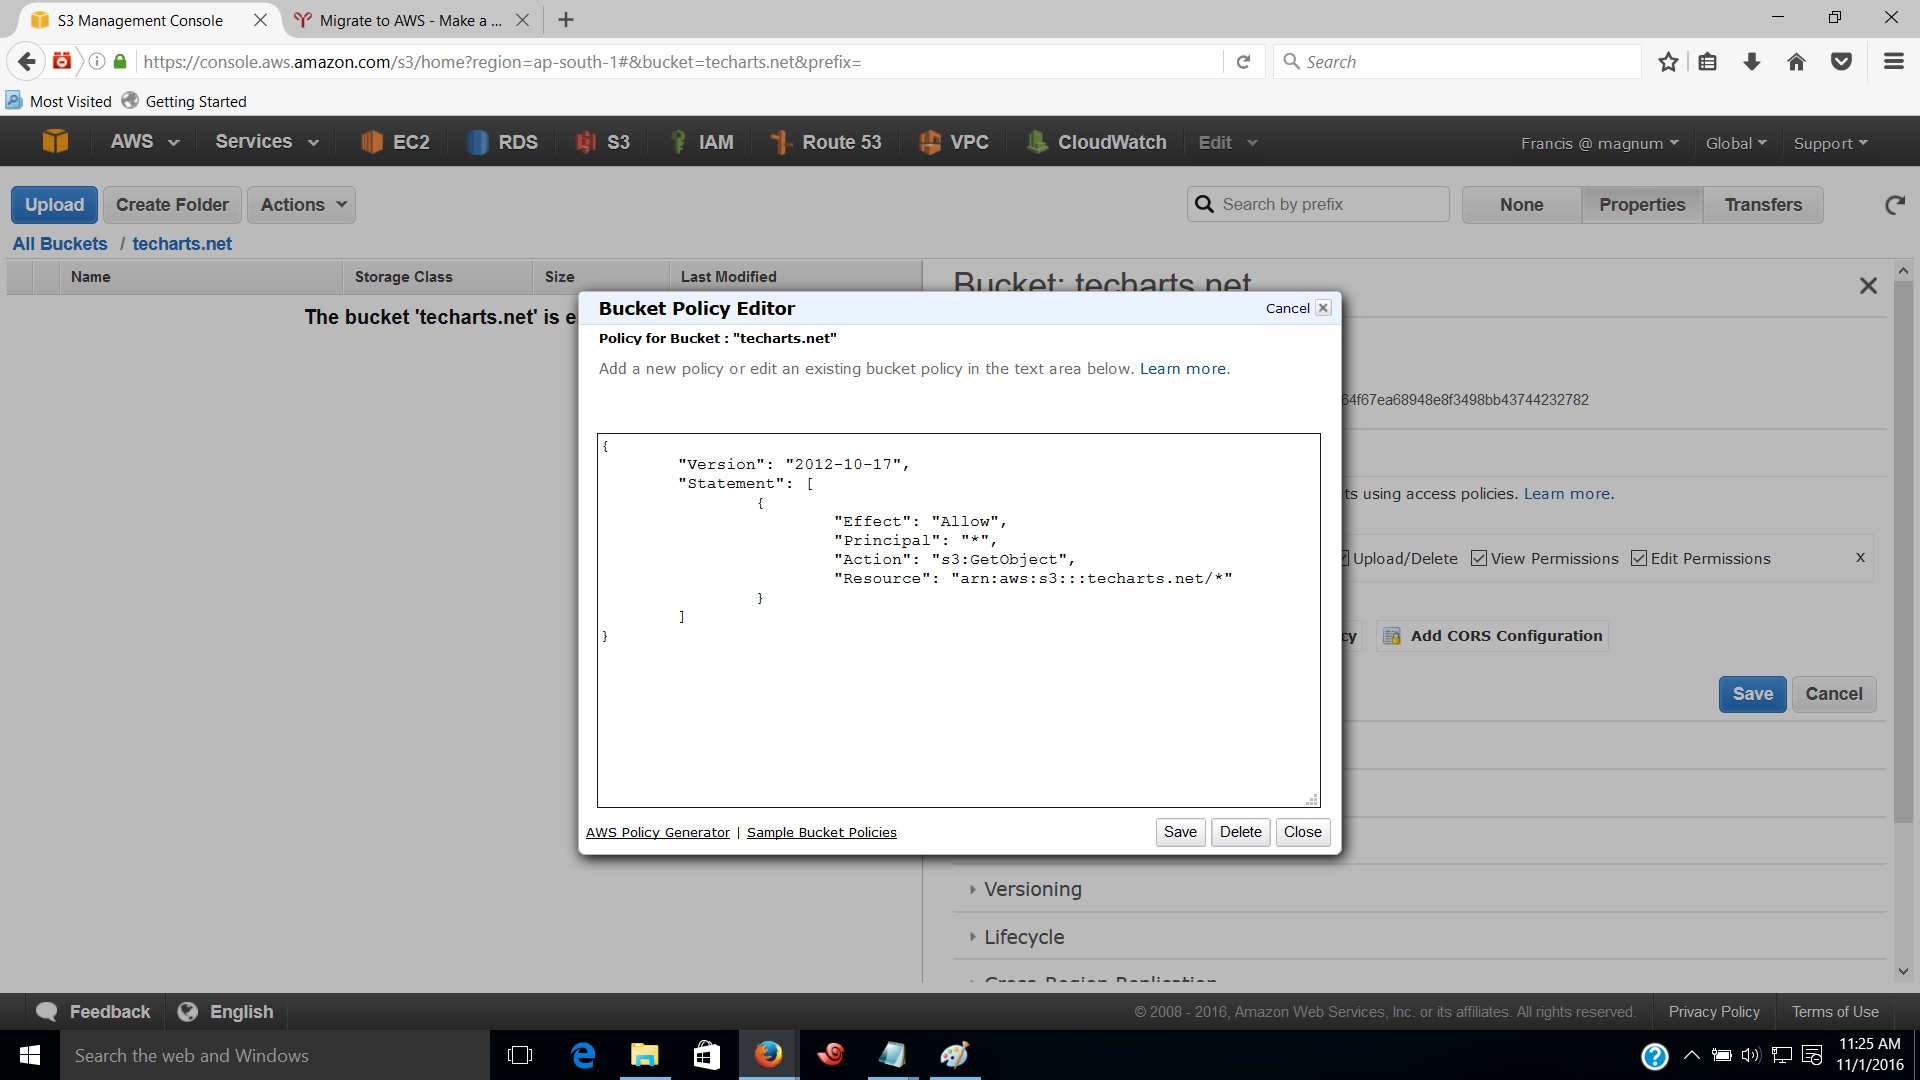 S3 Management Console
Migrate to AWS - Make a ...
https://console.aws.amazon.com/s3/home?region=ap-south-1#&bucket=techarts.net&prefix=
Search
Most Visited
Getting Started
AWS
Services
EC2
RDS
S3
IAM
Route 53
VPC
CloudWatch
Edit
Francis @ magnum
Global
Support
Upload
Create Folder
Actions
Search by prefix
None
Properties
Transfers
All Buckets / techarts.net
Name
Storage Class
Size
Last Modified
Bucket: techarts.net
The bucket 'techarts.net' is e
Bucket Policy Editor
Cancel
Policy for Bucket : "techarts.net"
Add a new policy or edit an existing bucket policy in the text area below. Learn more.
64f67ea68948e8f3498bb43744232782
{
"Version": "2012-10-17",
"Statement": [
{
"Effect": "Allow",
"Principal": "*",
"Action": "s3:GetObject",
"Resource": "arn:aws:s3:::techarts.net/*"
}
]
}
ts using access policies. Learn more.
Upload/Delete
View Permissions
Edit Permissions
x
cy
Add CORS Configuration
Save
Cancel
AWS Policy Generator | Sample Bucket Policies
Save
Delete
Close
Versioning
Lifecycle
Cross-Region Replication
Feedback
English
© 2008 - 2016, Amazon Web Services, Inc. or its affiliates. All rights reserved.
Privacy Policy
Terms of Use
Search the web and Windows
11:25 AM
11/1/2016